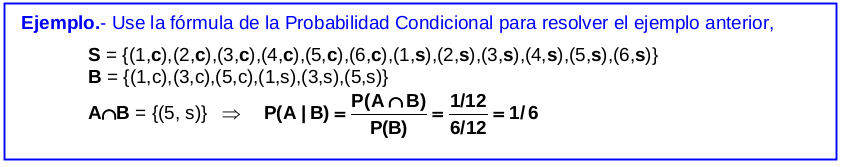 Ejemplo.- Use la fórmula de la Probabilidad Condicional para resolver el ejemplo anterior,
S = {(1,c),(2,c),(3,c),(4,c),(5,c),(6,c),(1,s),(2,s),(3,s),(4,s),(5,s),(6,s)}
B = {(1,c),(3,c),(5,c),(1,s),(3,s),(5,s)}
A∩B = {(5, s)} ⇒ P(A | B) = P(A ∩ B) / P(B) = 1/12 / 6/12 = 1/6